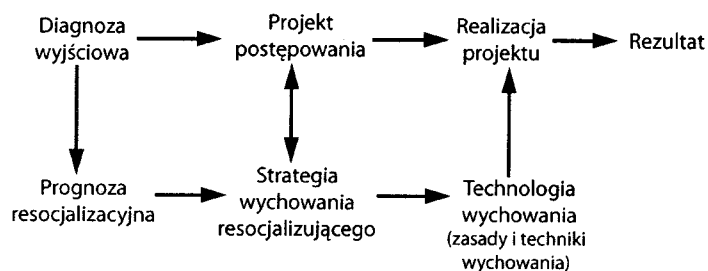 Diagnoza
wyjściowa
Projekt
postępowania
Realizacja
projektu
Rezultat
Prognoza
resocjalizacyjna
Strategia
wychowania
resocjalizującego
Technologia
wychowania
(zasady i techniki
wychowania)